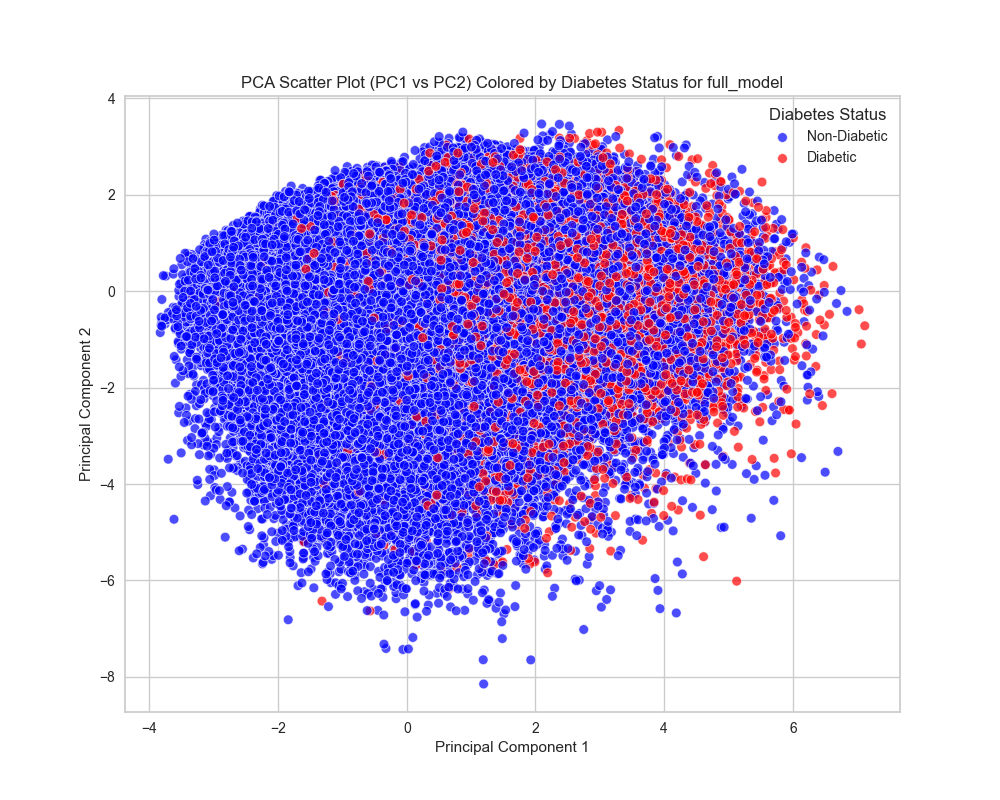 PCA Scatter Plot (PC1 vs PC2) Colored by Diabetes Status for full_model
Diabetes Status
Non-Diabetic
Diabetic
4
2
0
−2
−4
−6
−8
Principal Component 2
−4
−2
0
2
4
6
Principal Component 1